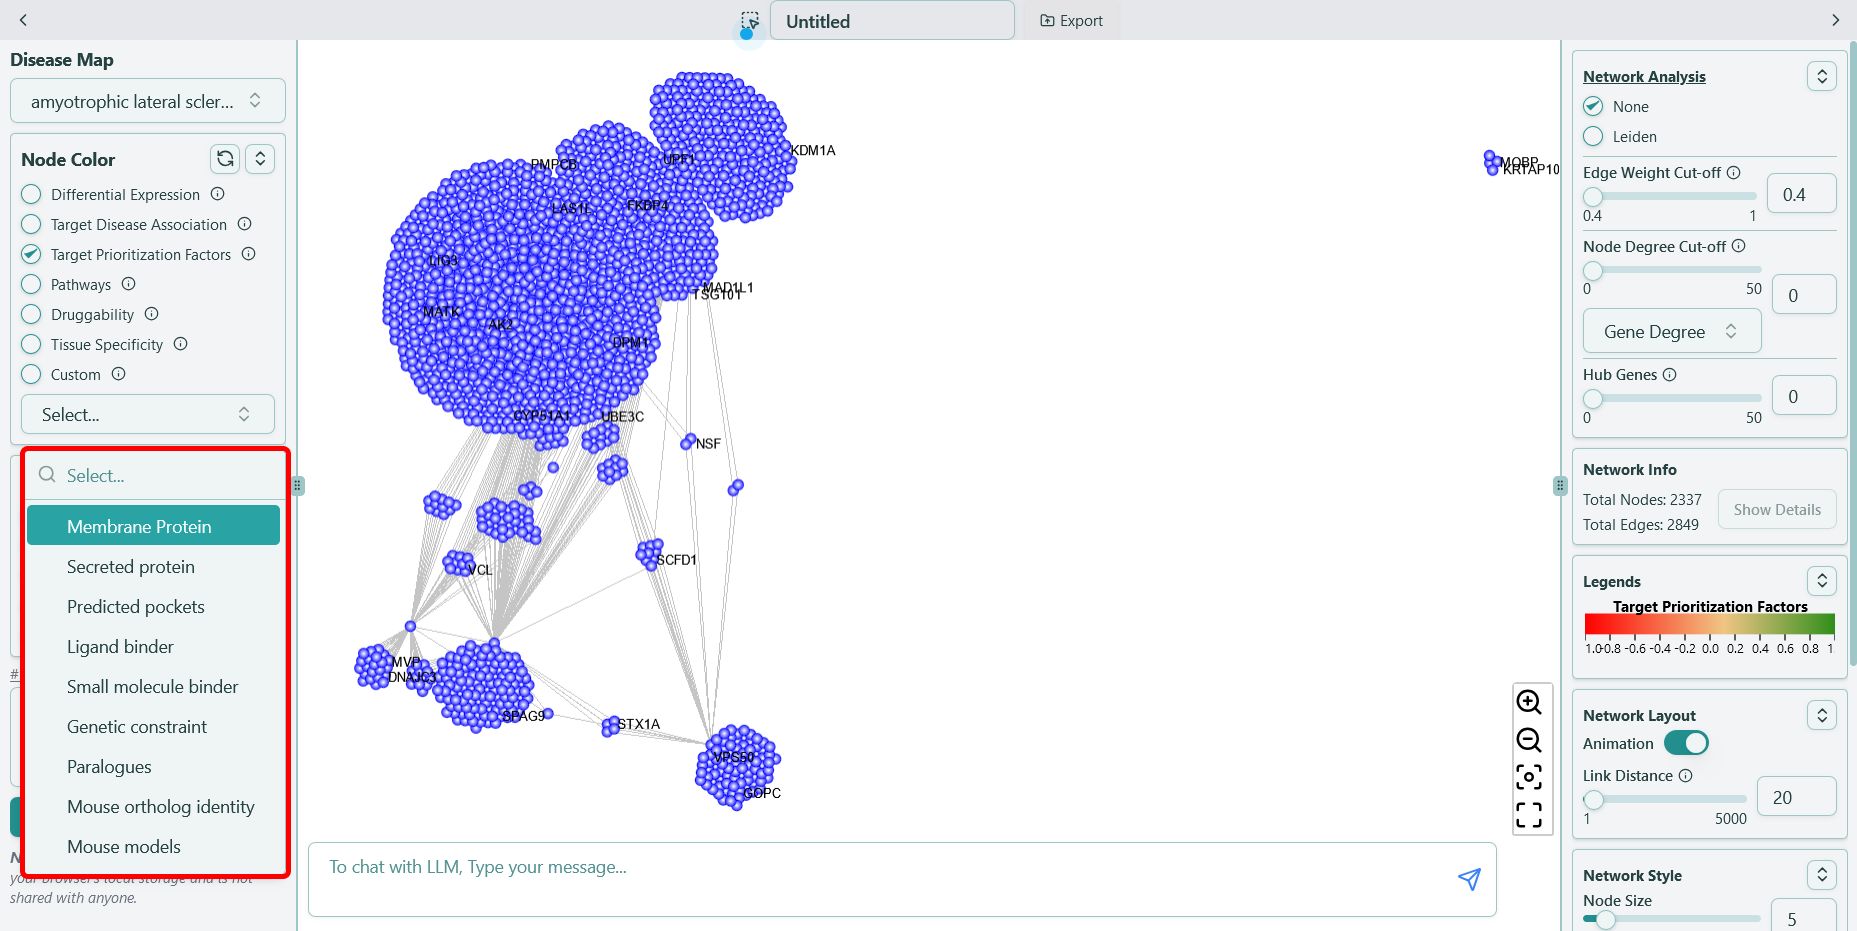 Untitled
Export
Disease Map
amyotrophic lateral scler...
Node Color
Differential Expression
Target Disease Association
Target Prioritization Factors
Pathways
Druggability
Tissue Specificity
Custom
Select...
Select...
Membrane Protein
Secreted protein
Predicted pockets
Ligand binder
Small molecule binder
Genetic constraint
Paralogues
Mouse ortholog identity
Mouse models
#
N
your browser's local storage and is not
shared with anyone.
KDM1A
PMPCB
UPF1
LAS1L
FKBP4
LIG3
MAD1L1
TSG101
MATK
AK2
DPM1
CYP51A1
UBE3C
NSF
SCFD1
VCL
MVP
DNAJC3
SPAG9
STX1A
VPS50
GOPC
MOBP
KRTAP10
To chat with LLM, Type your message...
Network Analysis
None
Leiden
Edge Weight Cut-off
0.4
0.4 1
Node Degree Cut-off
0 50
0
Gene Degree
Hub Genes
0
0 50
Network Info
Total Nodes: 2337
Show Details
Total Edges: 2849
Legends
Target Prioritization Factors
1.0-0.8 -0.6 -0.4 -0.2 0.0 0.2 0.4 0.6 0.8 1.
Network Layout
Animation
Link Distance
20
1 5000
Network Style
Node Size
5